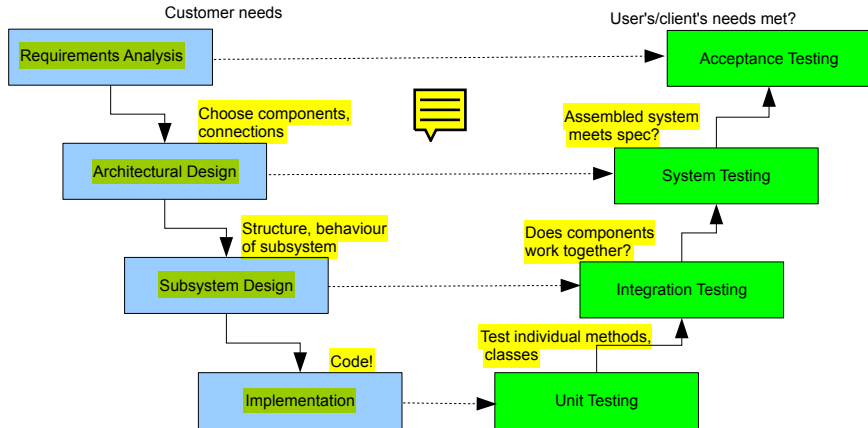 Customer needs
User's/client's needs met?
Requirements Analysis
Acceptance Testing
Choose components,
connections
Assembled system
meets spec?
Architectural Design
System Testing
Structure, behaviour
of subsystem
Does components
work together?
Subsystem Design
Integration Testing
Code!
Test individual methods,
classes
Implementation
Unit Testing